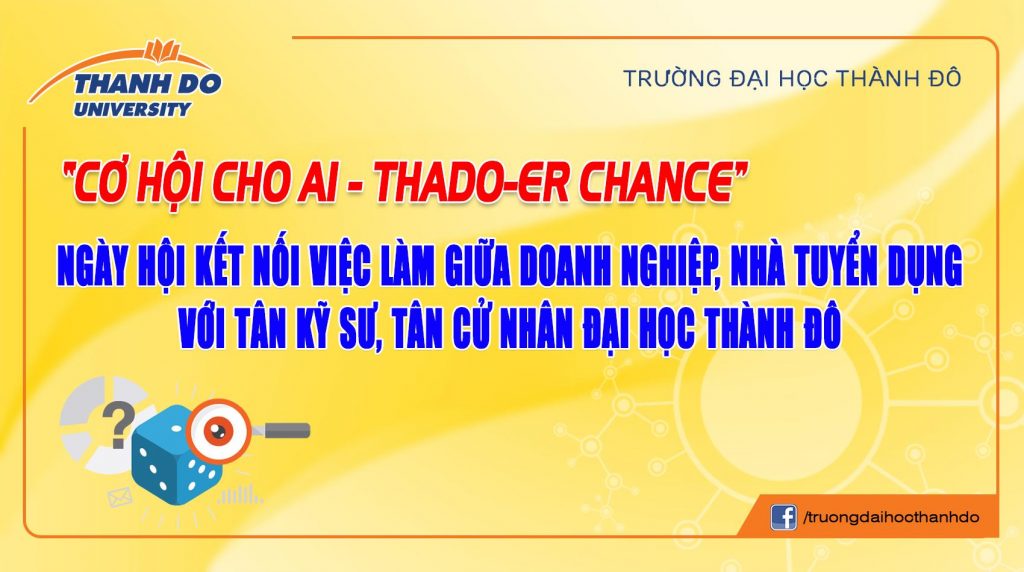 THANH DO
UNIVERSITY
TRƯỜNG ĐẠI HỌC THÀNH ĐÔ
"CƠ HỘI CHO AI - THADO-ER CHANCE"
NGÀY HỘI KẾT NỐI VIỆC LÀM GIỮA DOANH NGHIỆP, NHÀ TUYỂN DỤNG
VỚI TÂN KỸ SƯ, TÂN CỬ NHÂN ĐẠI HỌC THÀNH ĐÔ
?
f /truongdaihocthanhdo